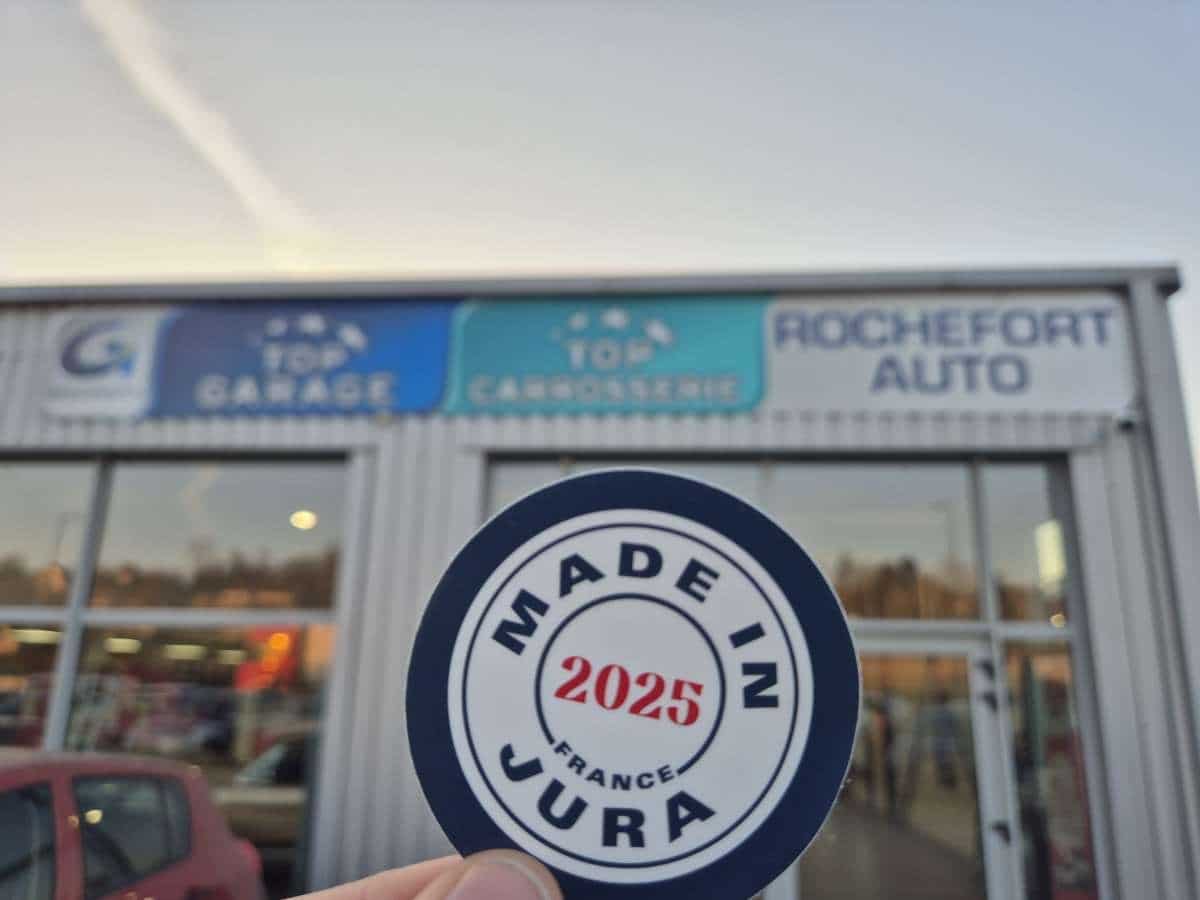 TOP
GARAGE
TOP
CARROSSERIE
ROCHEFORT
AUTO
MADE IN
2025
FRANCE
JURA